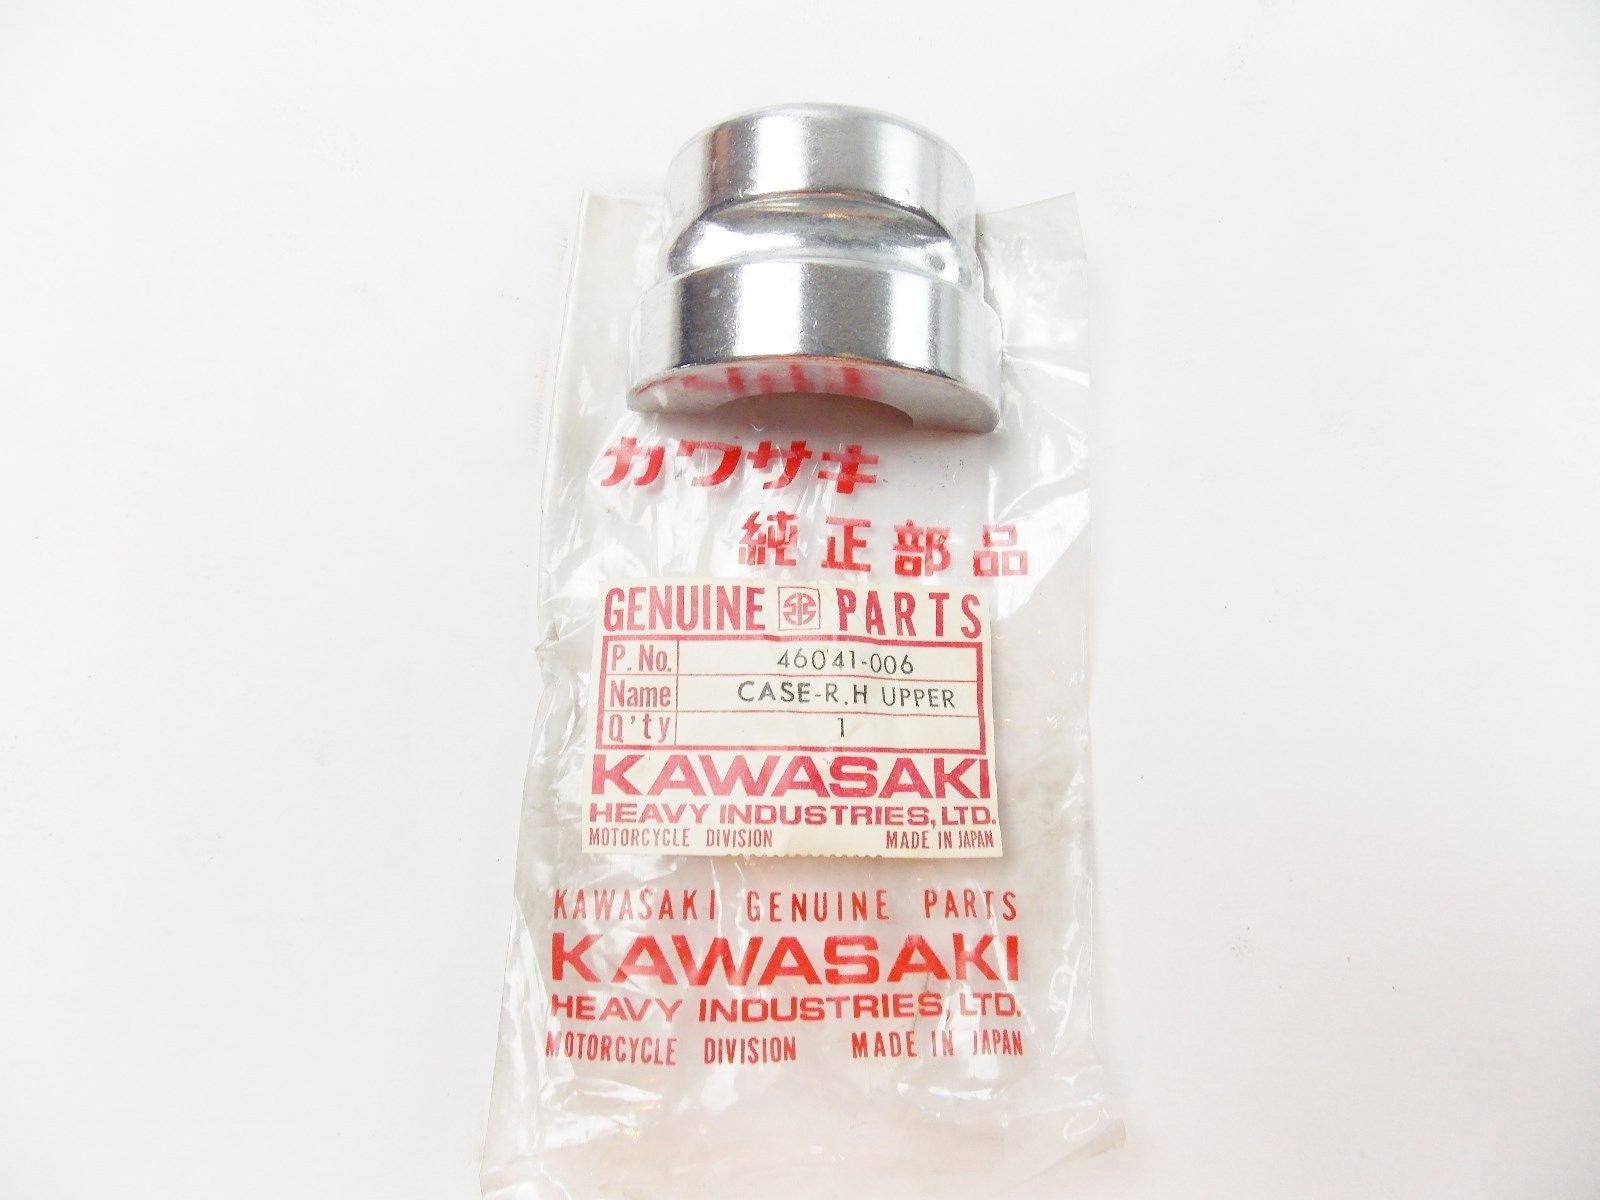 カワサキ
純正部品
GENUINE PARTS
P.No. 46041-006
Name CASE-R.H UPPER
Q'ty 1
KAWASAKI
HEAVY INDUSTRIES, LTD.
MOTORCYCLE DIVISION MADE IN JAPAN
KAWASAKI GENUINE PARTS
KAWASAKI
HEAVY INDUSTRIES, LTD.
MOTORCYCLE DIVISION MADE IN JAPAN